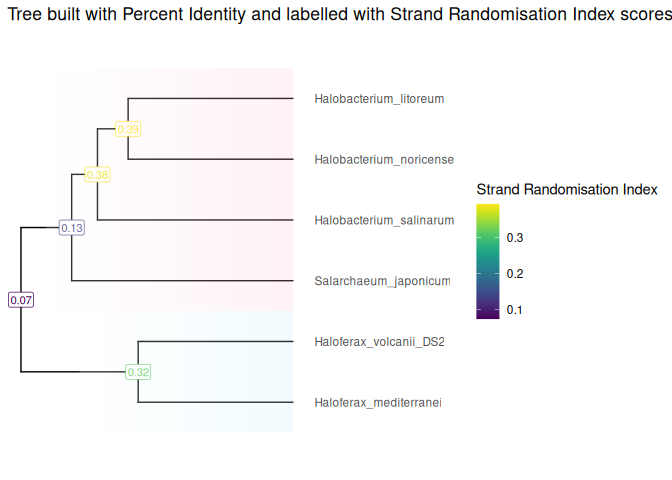 Tree built with Percent Identity and labelled with Strand Randomisation Index scores
Halobacterium_litoreum
0.39
Halobacterium_noricense
0.38
Strand Randomisation Index
Halobacterium_salinarum
0.13
0.3
0.2
Salarchaeum_japonicum
0.07
0.1
Haloferax_volcanii_DS2
0.32
Haloferax_mediterranei